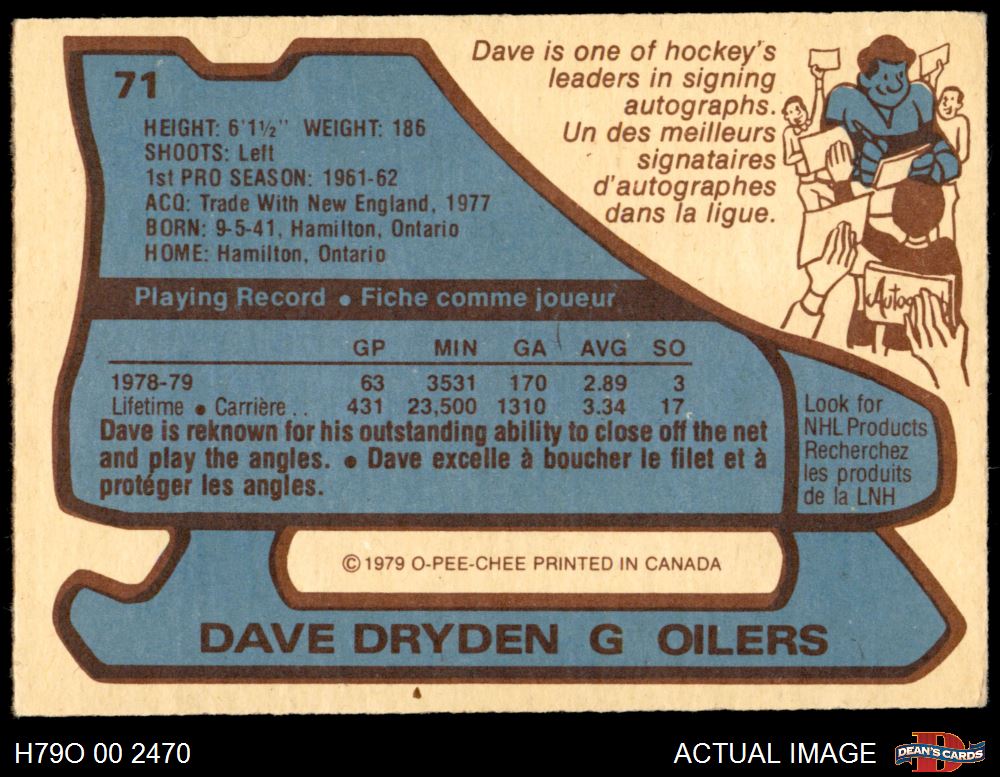 71
HEIGHT: 6'1½" WEIGHT: 186
SHOOTS: Left
1st PRO SEASON: 1961-62
ACQ: Trade With New England, 1977
BORN: 9-5-41, Hamilton, Ontario
HOME: Hamilton, Ontario
Dave is one of hockey's
leaders in signing
autographs.
Un des meilleurs
signataires
d'autographes
dans la ligue.
Autog
Playing Record • Fiche comme joueur
GP MIN GA AVG SO
1978-79 63 3531 170 2.89 3
Lifetime • Carrière .. 431 23,500 1310 3.34 17
Dave is reknown for his outstanding ability to close off the net
and play the angles. • Dave excelle à boucher le filet et à
protéger les angles.
Look for
NHL Products
Recherchez
les produits
de la LNH
© 1979 O-PEE-CHEE PRINTED IN CANADA
DAVE DRYDEN G OILERS
H79O 00 2470
ACTUAL IMAGE
D
DEAN'S CARDS